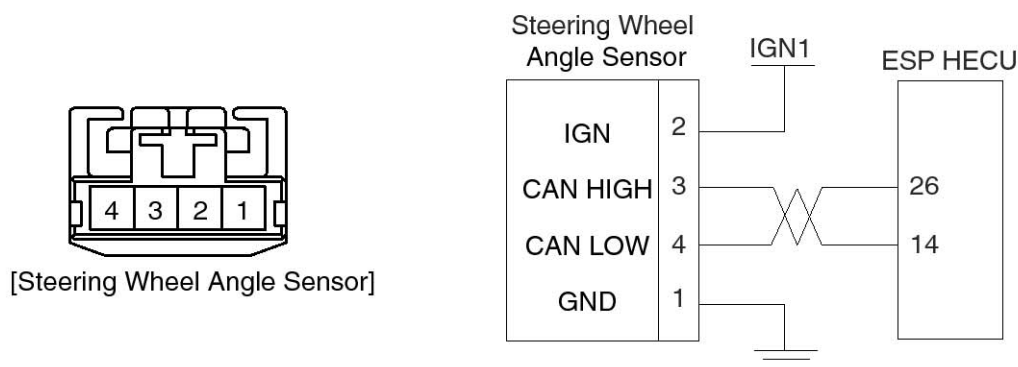 4 3 2 1
[Steering Wheel Angle Sensor]
Steering Wheel
Angle Sensor
IGN1
ESP HECU
IGN 2
CAN HIGH 3 26
CAN LOW 4 14
GND 1